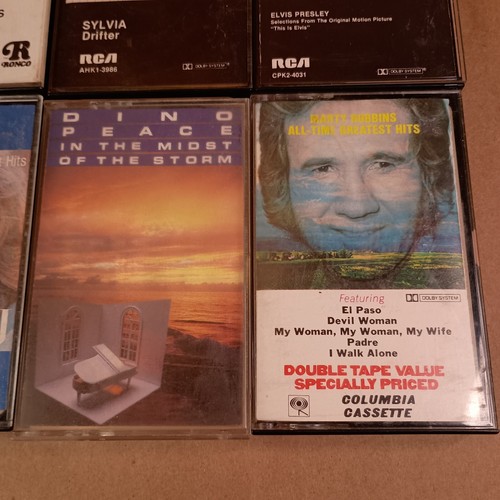 s
R
RONCO
SYLVIA
Drifter
RCA
AHK1-3986
DOLBY SYSTEM
ELVIS PRESLEY
Selections From The Original Motion Picture
"This Is Elvis"
RCA
CPK2-4031
DOLBY SYSTEM
t Hits
DINO
PEACE
IN THE MIDST
OF THE STORM
MARTY ROBBINS
ALL-TIME GREATEST HITS
Featuring
DOLBY SYSTEM
El Paso
Devil Woman
My Woman, My Woman, My Wife
Padre
I Walk Alone
DOUBLE TAPE VALUE
SPECIALLY PRICED
COLUMBIA
CASSETTE